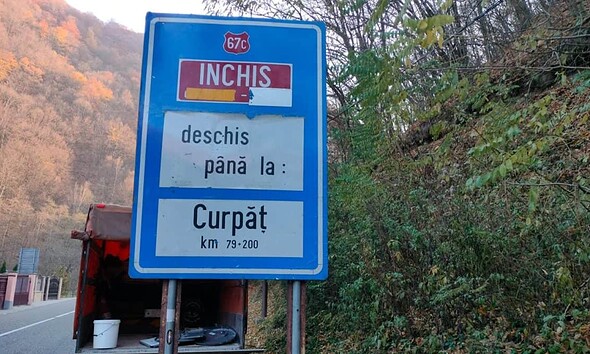 67C
INCHIS
deschis
până la :
Curpăț
km 79+200